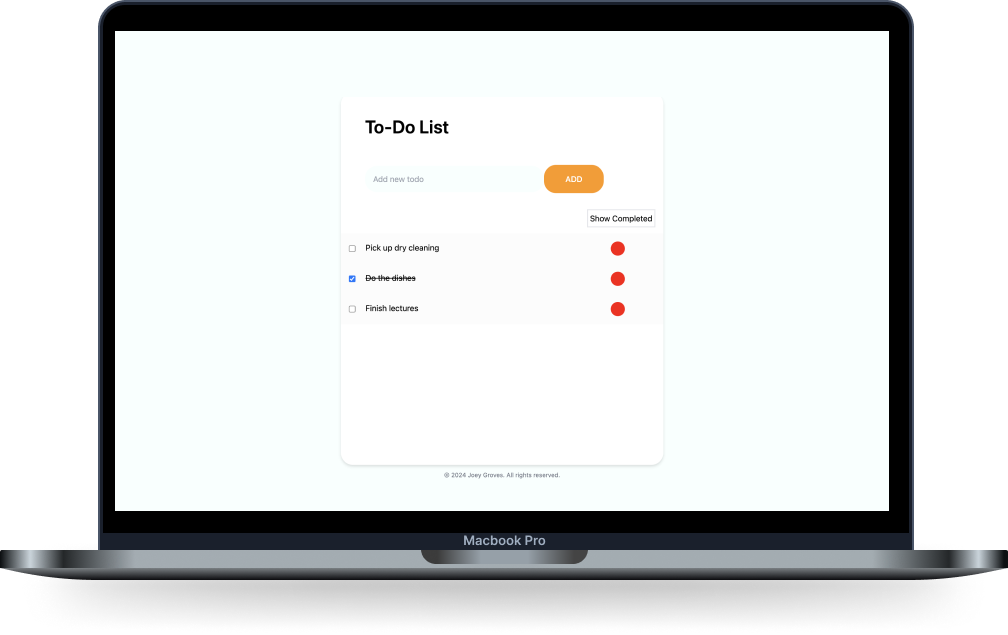 To-Do List
Add new todo
ADD
Show Completed
Pick up dry cleaning
Do the dishes
Finish lectures
© 2024 Joey Groves. All rights reserved.
Macbook Pro